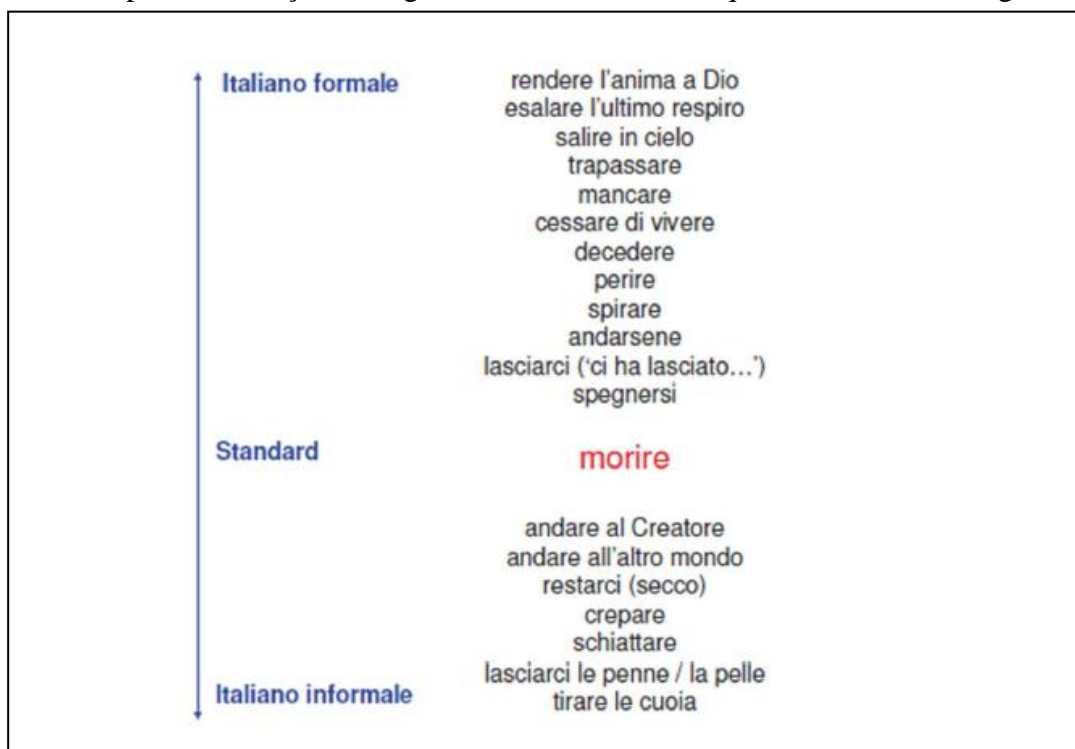 Italiano formale
rendere l'anima a Dio
esalare l'ultimo respiro
salire in cielo
trapassare
mancare
cessare di vivere
decedere
perire
spirare
andarsene
lasciarci ('ci ha lasciato...')
spegnersi
Standard
morire
andare al Creatore
andare all'altro mondo
restarci (secco)
crepare
schiattare
lasciarci le penne / la pelle
Italiano informale
tirare le cuoia